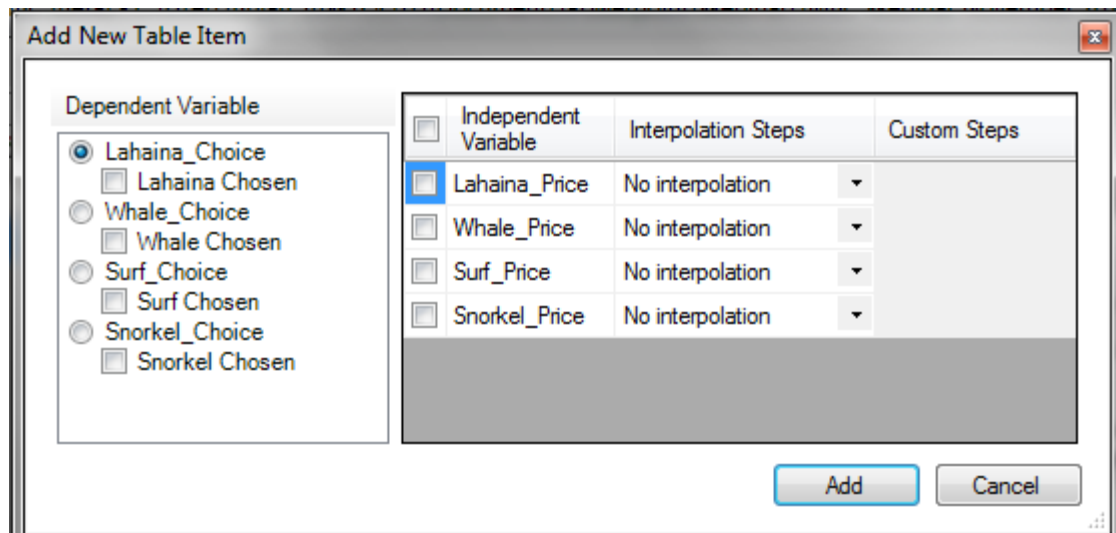 Add New Table Item
Dependent Variable
Lahaina_Choice
Lahaina Chosen
Whale_Choice
Whale Chosen
Surf_Choice
Surf Chosen
Snorkel_Choice
Snorkel Chosen
Independent
Variable
Interpolation Steps
Custom Steps
Lahaina_Price
No interpolation
Whale_Price
No interpolation
Surf_Price
No interpolation
Snorkel_Price
No interpolation
Add
Cancel